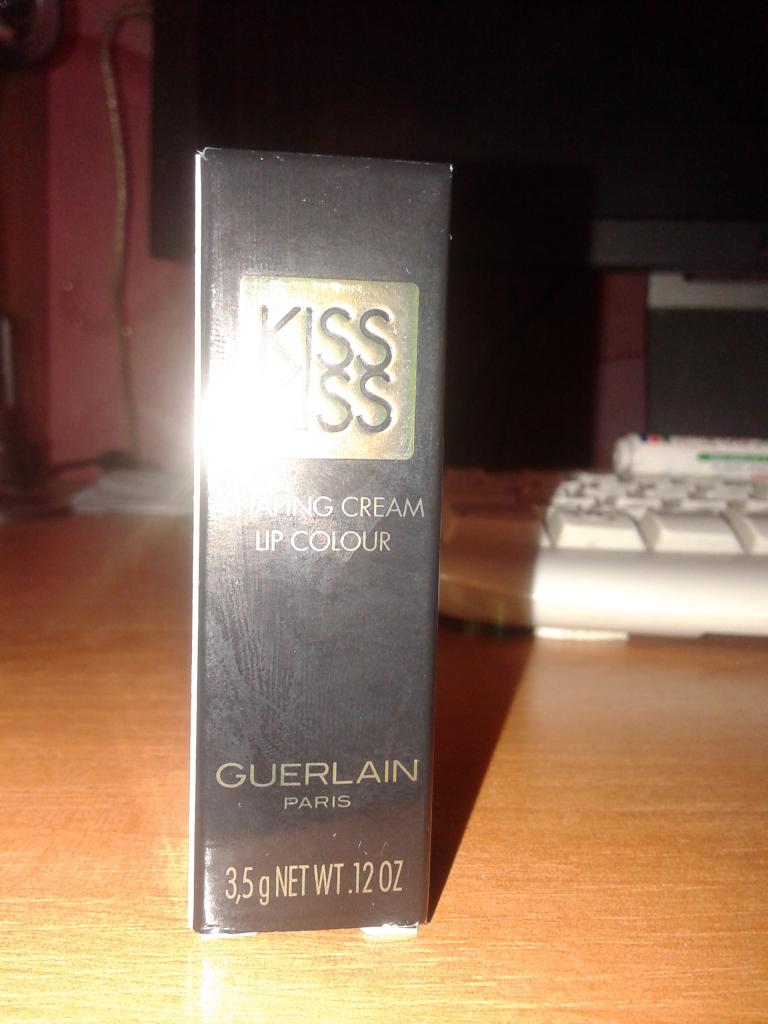 KISS
KISS
SHAPING CREAM
LIP COLOUR
GUERLAIN
PARIS
3,5 g NET WT .12 OZ